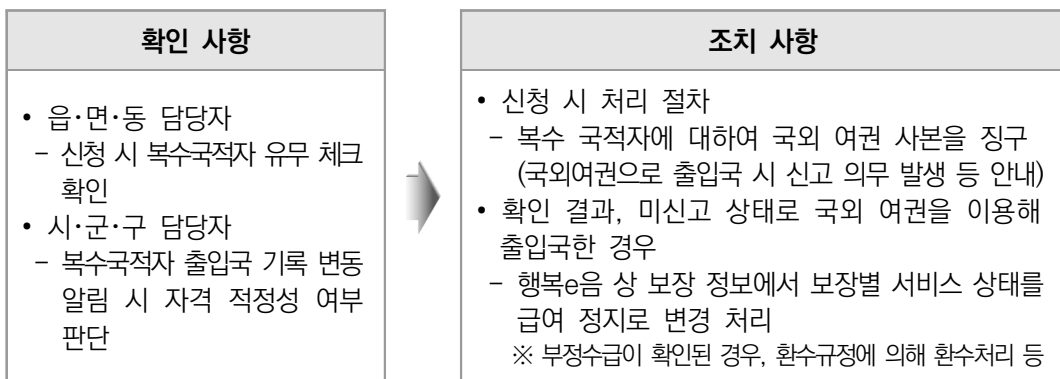 확인 사항
• 읍·면·동 담당자
- 신청 시 복수국적자 유무 체크
확인
• 시·군·구 담당자
- 복수국적자 출입국 기록 변동
알림 시 자격 적정성 여부
판단
조치 사항
• 신청 시 처리 절차
- 복수 국적자에 대하여 국외 여권 사본을 징구
(국외여권으로 출입국 시 신고 의무 발생 등 안내)
• 확인 결과, 미신고 상태로 국외 여권을 이용해
출입국한 경우
- 행복e음 상 보장 정보에서 보장별 서비스 상태를
급여 정지로 변경 처리
※ 부정수급이 확인된 경우, 환수규정에 의해 환수처리 등